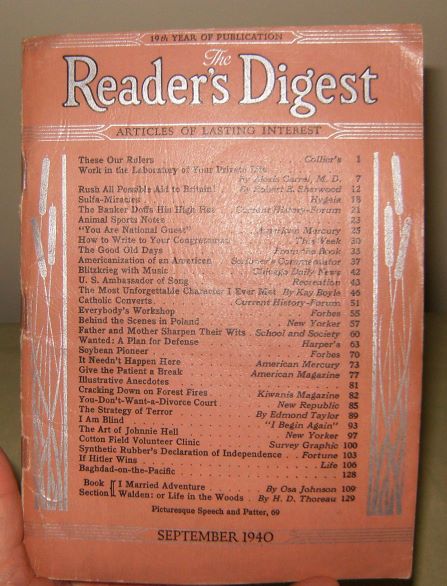 19th YEAR OF PUBLICATION
The
Reader's Digest
ARTICLES OF LASTING INTEREST
These Our Rulers . . . . Collier's 1
Work in the Laboratory of Your Private Life
By Alexis Carrel, M. D. 7
Rush All Possible Aid to Britain! . By Robert E. Sherwood 12
Sulfa-Miracles . . . . Hygeia 18
The Banker Doffs His High Hat . Current History-Forum 21
Animal Sports Notes . . . . 23
"You Are National Guest" . . . . American Mercury 25
How to Write to Your Congressman . . . . This Week 30
The Good Old Days . . . . From the Book 35
Americanization of an American . Scribner's Commentator 37
Blitzkrieg with Music . . . . Chicago Daily News 42
U. S. Ambassador of Song . . . . Recreation 43
The Most Unforgettable Character I Ever Met By Kay Boyle 46
Catholic Converts . . . . Current History-Forum 51
Everybody's Workshop . . . . Forbes 55
Behind the Scenes in Poland . . . . New Yorker 57
Father and Mother Sharpen Their Wits . School and Society 60
Wanted: A Plan for Defense . . . . Harper's 63
Soybean Pioneer . . . . Forbes 70
It Needn't Happen Here . . . . American Mercury 73
Give the Patient a Break . . . . American Magazine 77
Illustrative Anecdotes . . . . 81
Cracking Down on Forest Fires . . . . Kiwanis Magazine 82
You-Don't-Want-a-Divorce Court . . . . New Republic 85
The Strategy of Terror . . . . By Edmond Taylor 89
I Am Blind . . . . "I Begin Again" 93
The Art of Johnnie Hell . . . . New Yorker 97
Cotton Field Volunteer Clinic . . . . Survey Graphic 100
Synthetic Rubber's Declaration of Independence . . Fortune 103
If Hitler Wins . . . . Life 106
Baghdad-on-the-Pacific . . . . 128
Book Section
I Married Adventure . . . . By Osa Johnson 109
Walden: or Life in the Woods . By H. D. Thoreau 129
Picturesque Speech and Patter, 69
SEPTEMBER 1940